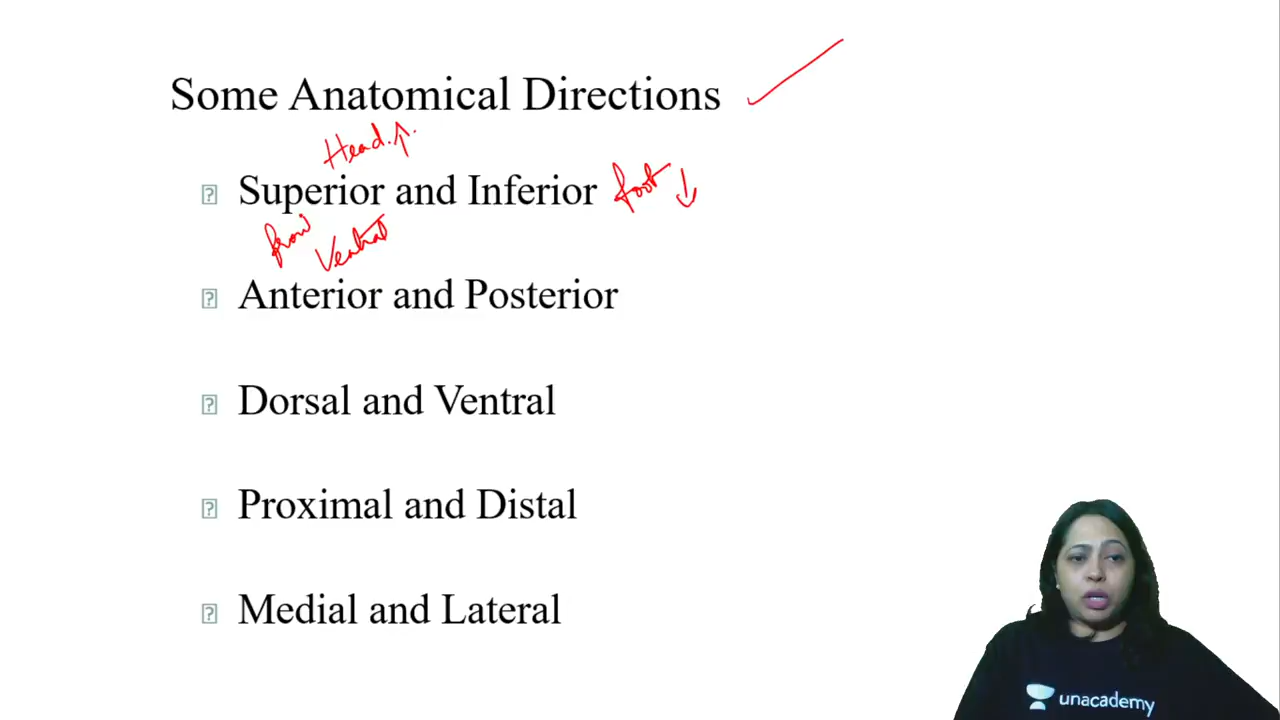 Some Anatomical Directions
Head. ↑
Superior and Inferior foot ↓
Ventral
Anterior and Posterior
Dorsal and Ventral
Proximal and Distal
Medial and Lateral
unacademy